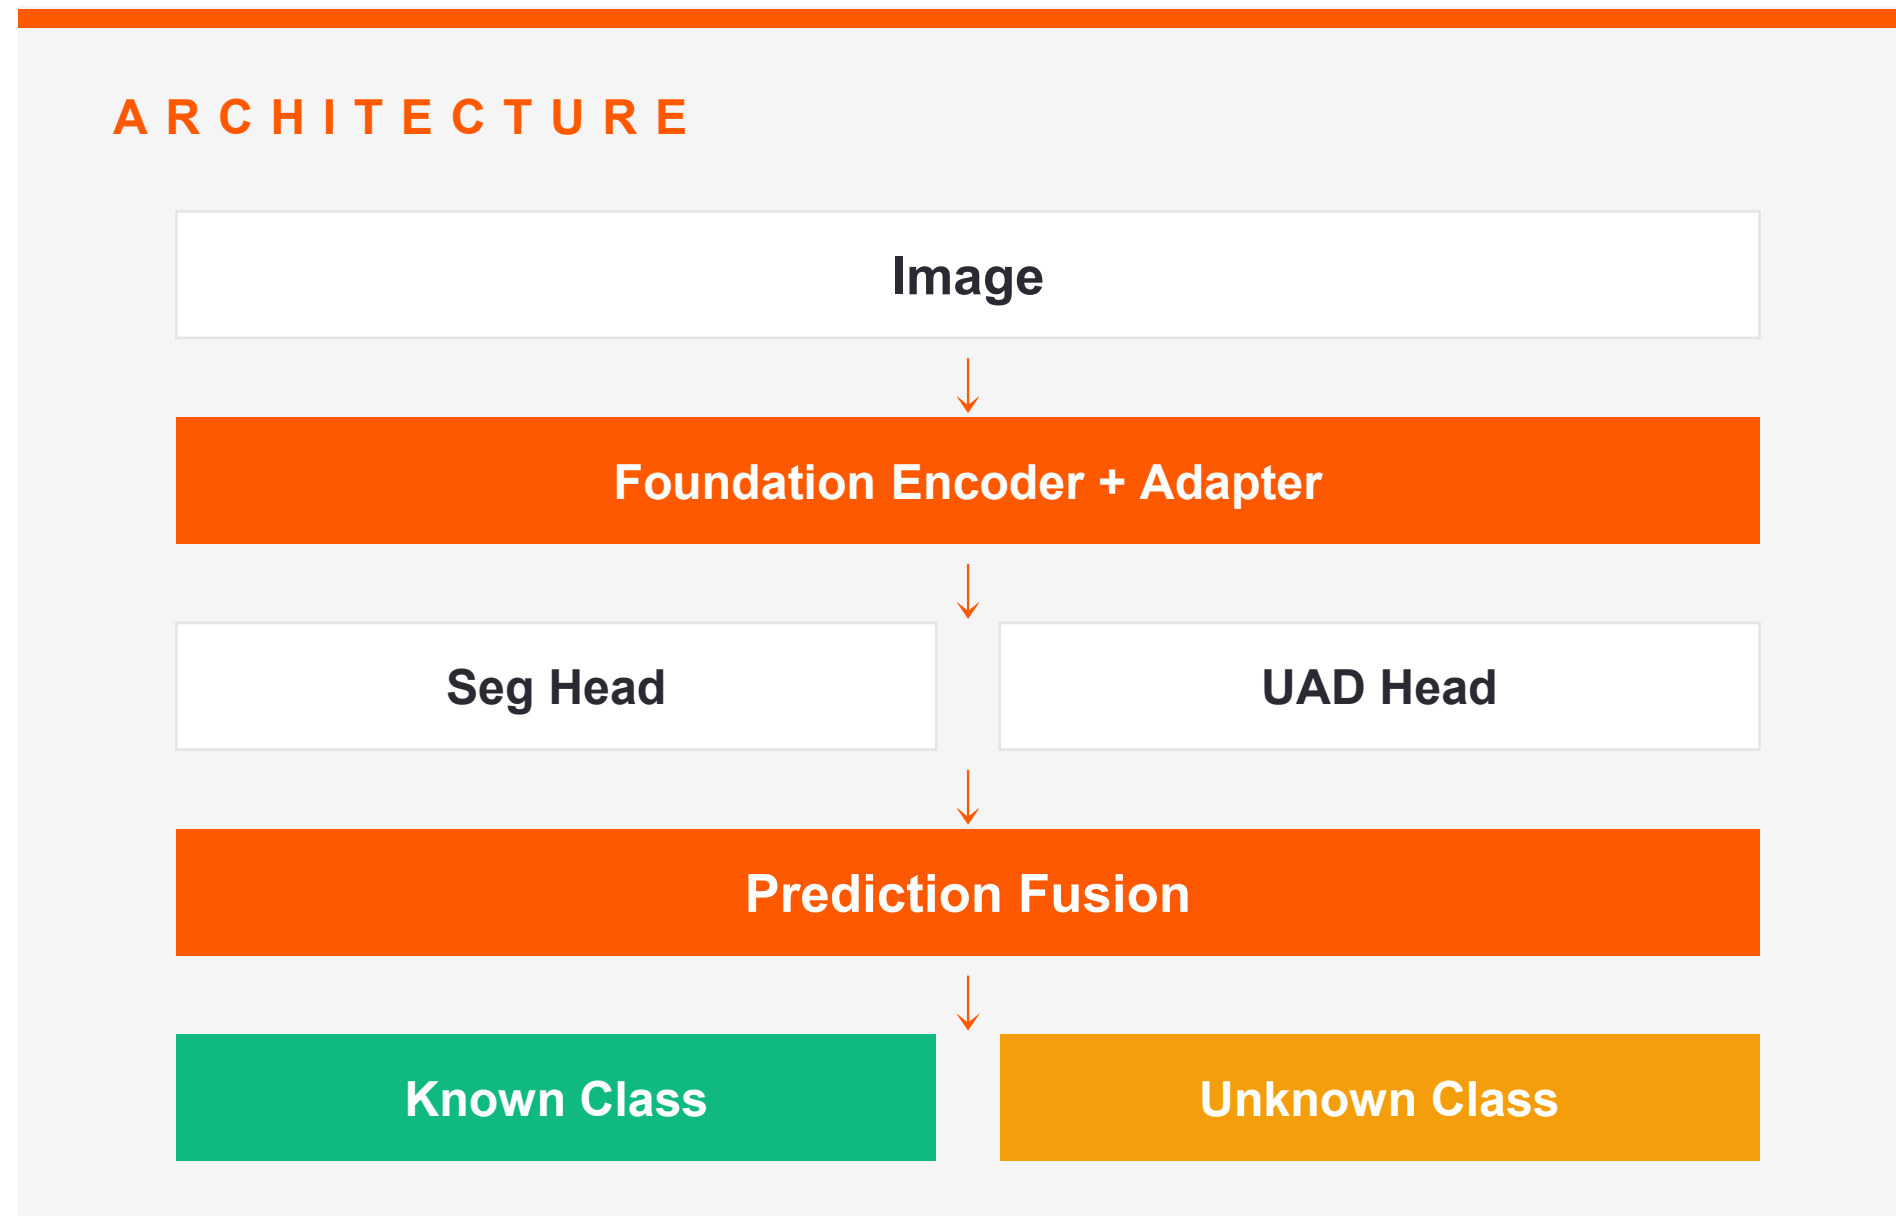 ARCHITECTURE
Image
Foundation Encoder + Adapter
Seg Head
UAD Head
Prediction Fusion
Known Class
Unknown Class